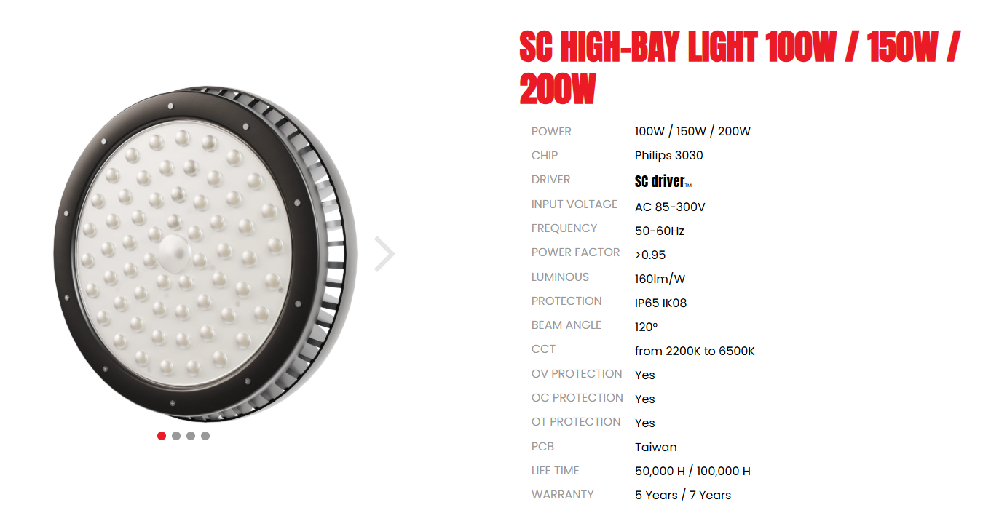 SC HIGH-BAY LIGHT 100W / 150W /
200W
POWER 100W / 150W / 200W
CHIP Philips 3030
DRIVER SC driver™
INPUT VOLTAGE AC 85-300V
FREQUENCY 50-60Hz
POWER FACTOR >0.95
LUMINOUS 160lm/W
PROTECTION IP65 IK08
BEAM ANGLE 120º
CCT from 2200K to 6500K
OV PROTECTION Yes
OC PROTECTION Yes
OT PROTECTION Yes
PCB Taiwan
LIFE TIME 50,000 H / 100,000 H
WARRANTY 5 Years / 7 Years